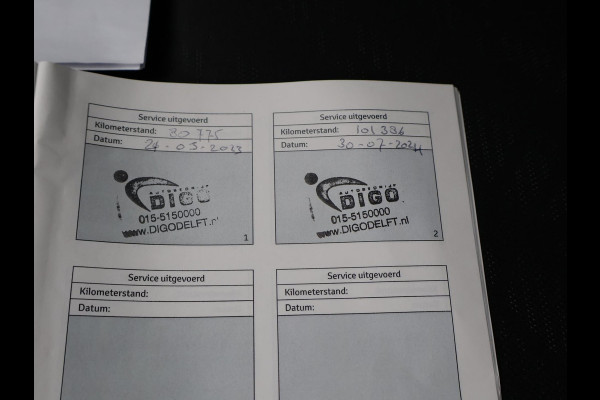 Service uitgevoerd
Kilometerstand: 80 775
Datum: 24-05-2023
DIGO
015-5150000
www.DIGODELFT.nl
1
Service uitgevoerd
Kilometerstand: 101 334
Datum: 30-07-2024
AUTOBEDRIJF
DIGO
015-5150000
www.DIGODELFT.nl
2
Service uitgevoerd
Kilometerstand:
Datum:
Service uitgevoerd
Kilometerstand:
Datum: